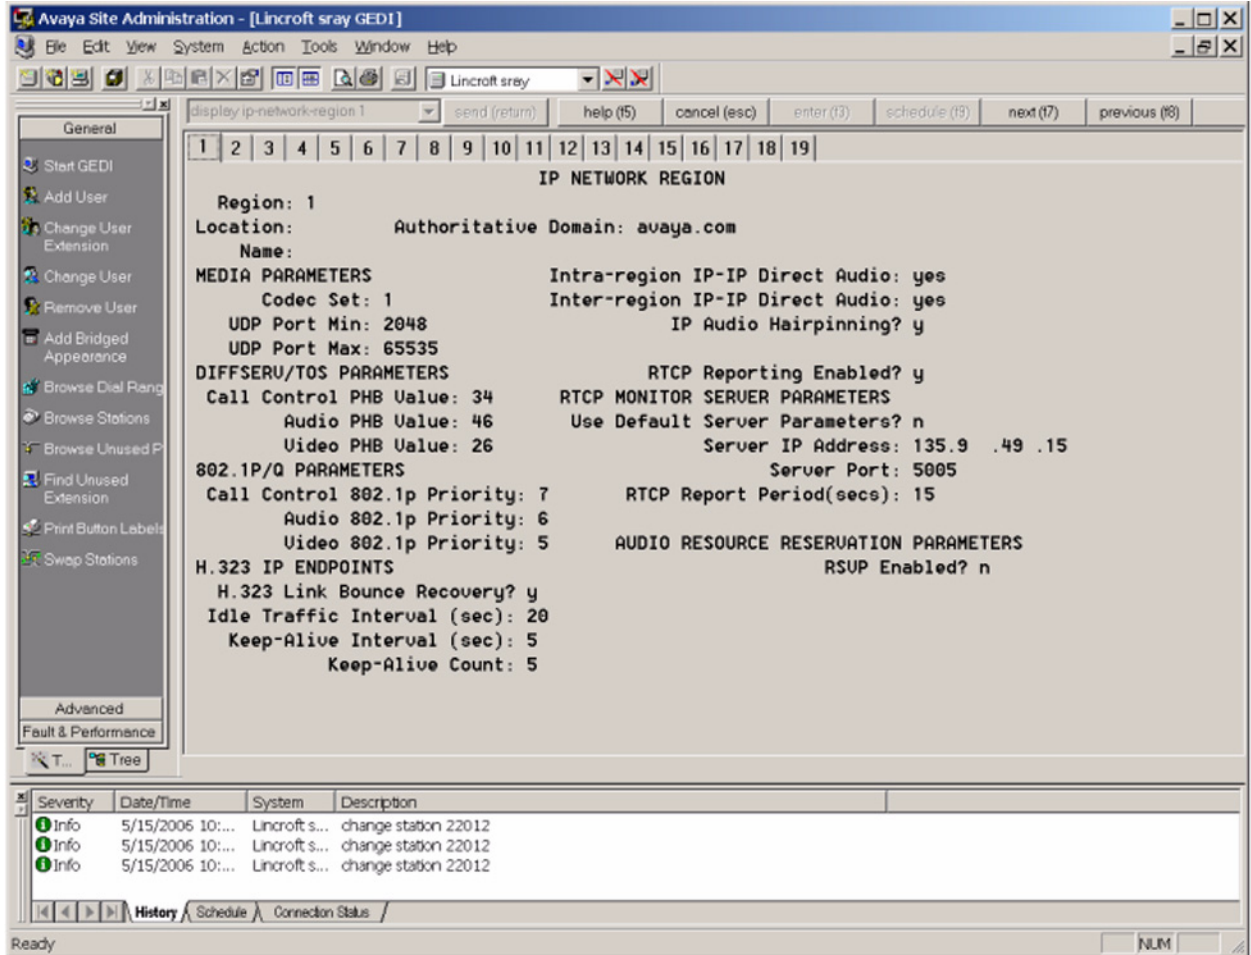 Avaya Site Administration - [Lincroft sray GEDI]
File Edit View System Action Tools Window Help
Lincroft sray
display ip-network-region 1 send (return) help (f5) cancel (esc) enter (f3) schedule (f9) next (f7) previous (f8)
General
Start GEDI
Add User
Change User
Extension
Change User
Remove User
Add Bridged
Appearance
Browse Dial Rang
Browse Stations
Browse Unused P
Find Unused
Extension
Print Button Labels
Swap Stations
Advanced
Fault & Performance
T... Tree
1 2 3 4 5 6 7 8 9 10 11 12 13 14 15 16 17 18 19
IP NETWORK REGION
Region: 1
Location: Authoritative Domain: avaya.com
Name:
MEDIA PARAMETERS Intra-region IP-IP Direct Audio: yes
Codec Set: 1 Inter-region IP-IP Direct Audio: yes
UDP Port Min: 2048 IP Audio Hairpinning? y
UDP Port Max: 65535
DIFFSERV/TOS PARAMETERS RTCP Reporting Enabled? y
Call Control PHB Value: 34 RTCP MONITOR SERVER PARAMETERS
Audio PHB Value: 46 Use Default Server Parameters? n
Video PHB Value: 26 Server IP Address: 135.9 .49 .15
802.1P/Q PARAMETERS Server Port: 5005
Call Control 802.1p Priority: 7 RTCP Report Period(secs): 15
Audio 802.1p Priority: 6
Video 802.1p Priority: 5 AUDIO RESOURCE RESERVATION PARAMETERS
H.323 IP ENDPOINTS RSVP Enabled? n
H.323 Link Bounce Recovery? y
Idle Traffic Interval (sec): 20
Keep-Alive Interval (sec): 5
Keep-Alive Count: 5
Severity Date/Time System Description
Info 5/15/2006 10:... Lincroft s... change station 22012
Info 5/15/2006 10:... Lincroft s... change station 22012
Info 5/15/2006 10:... Lincroft s... change station 22012
History Schedule Connection Status
Ready NUM